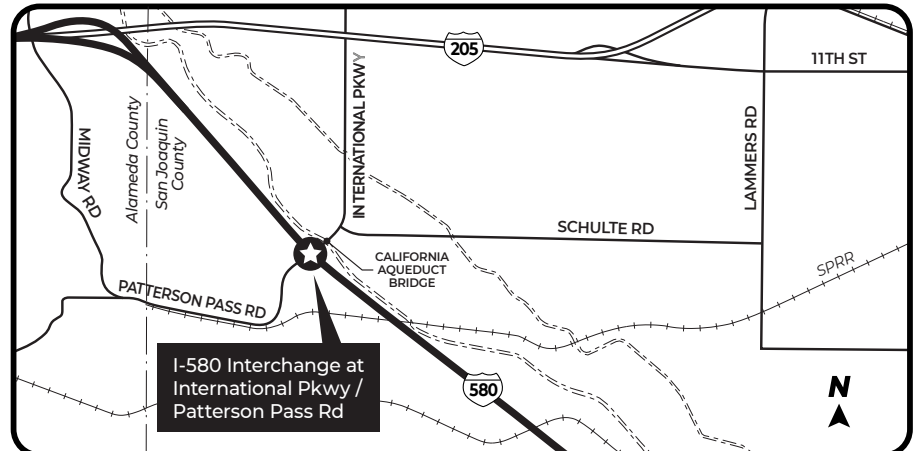 205
11TH ST
INTERNATIONAL PKWY
LAMMERS RD
MIDWAY RD
Alameda County
San Joaquin
County
SCHULTE RD
CALIFORNIA
AQUEDUCT
BRIDGE
SPRR
PATTERSON PASS RD
I-580 Interchange at
International Pkwy /
Patterson Pass Rd
580
N